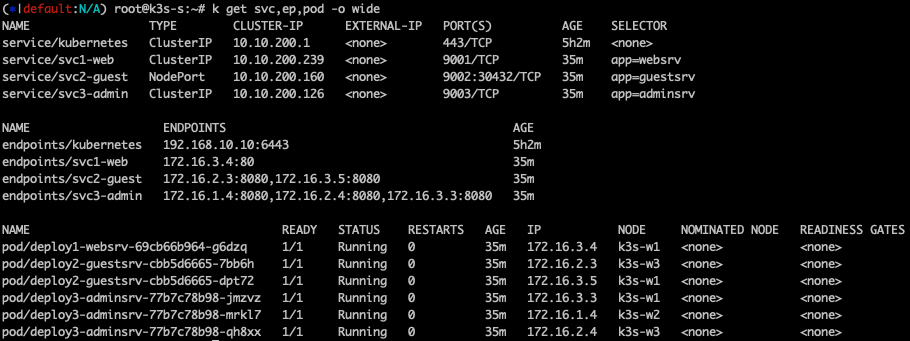 (*|default:N/A) root@k3s-s:~# k get svc,ep,pod -o wide
NAME                 TYPE        CLUSTER-IP      EXTERNAL-IP   PORT(S)          AGE    SELECTOR
service/kubernetes   ClusterIP   10.10.200.1     <none>        443/TCP          5h2m   <none>
service/svc1-web     ClusterIP   10.10.200.239   <none>        9001/TCP         35m    app=websrv
service/svc2-guest   NodePort    10.10.200.160   <none>        9002:30432/TCP   35m    app=guestsrv
service/svc3-admin   ClusterIP   10.10.200.126   <none>        9003/TCP         35m    app=adminsrv
NAME                   ENDPOINTS                                         AGE
endpoints/kubernetes   192.168.10.10:6443                                5h2m
endpoints/svc1-web     172.16.3.4:80                                     35m
endpoints/svc2-guest   172.16.2.3:8080,172.16.3.5:8080                   35m
endpoints/svc3-admin   172.16.1.4:8080,172.16.2.4:8080,172.16.3.3:8080   35m
NAME                                    READY   STATUS    RESTARTS   AGE   IP           NODE     NOMINATED NODE   READINESS GATES
pod/deploy1-websrv-69cb66b964-g6dzq     1/1     Running   0          35m   172.16.3.4   k3s-w1   <none>           <none>
pod/deploy2-guestsrv-cbb5d6665-7bb6h    1/1     Running   0          35m   172.16.2.3   k3s-w3   <none>           <none>
pod/deploy2-guestsrv-cbb5d6665-dpt72    1/1     Running   0          35m   172.16.3.5   k3s-w1   <none>           <none>
pod/deploy3-adminsrv-77b7c78b98-jmzvz   1/1     Running   0          35m   172.16.3.3   k3s-w1   <none>           <none>
pod/deploy3-adminsrv-77b7c78b98-mrkl7   1/1     Running   0          35m   172.16.1.4   k3s-w2   <none>           <none>
pod/deploy3-adminsrv-77b7c78b98-qh8xx   1/1     Running   0          35m   172.16.2.4   k3s-w3   <none>           <none>